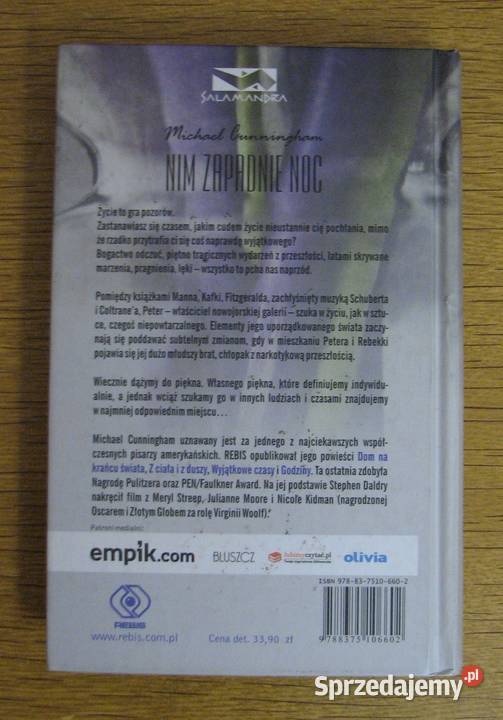 SALAMANDRA
Michael Cunningham
NIM ZAPADNIE NOC
Życie to gra pozorów.
Zastanawiasz się czasem, jakim cudem życie nieustannie cię pochłania, mimo
że rzadko przytrafia ci się coś naprawdę wyjątkowego?
Bogactwo odczuć, piętno tragicznych wydarzeń z przeszłości, latami skrywane
marzenia, pragnienia, lęki – wszystko to pcha nas naprzód.
Pomiędzy książkami Manna, Kafki, Fitzgeralda, zachłyśnięty muzyką Schuberta
i Coltrane'a, Peter – właściciel nowojorskiej galerii – szuka w życiu, jak w sztu-
ce, czegoś niepowtarzalnego. Elementy jego uporządkowanego świata zaczy-
nają się poddawać subtelnym zmianom, gdy w mieszkaniu Petera i Rebekki
pojawia się jej dużo młodszy brat, chłopak z narkotykową przeszłością.
Wiecznie dążymy do piękna. Własnego piękna, które definiujemy indywidu-
alnie, a jednak wciąż szukamy go w innych ludziach i czasami znajdujemy
w najmniej odpowiednim miejscu...
Michael Cunningham uznawany jest za jednego z najciekawszych współ-
czesnych pisarzy amerykańskich. REBIS opublikował jego powieści Dom na
krańcu świata, Z ciała i z duszy, Wyjątkowe czasy i Godziny. Ta ostatnia zdobyła
Nagrodę Pulitzera oraz PEN/Faulkner Award. Na jej podstawie Stephen Daldry
nakręcił film z Meryl Streep, Julianne Moore i Nicole Kidman (nagrodzonej
Oscarem i Złotym Globem za rolę Virginii Woolf).
Patroni medialni:
empik.com BLUSZCZ lubimyczytać.pl olivia
ISBN 978-83-7510-660-2
REBIS
www.rebis.com.pl Cena det. 33,90 zł
9 788375 106602
Sprzedajemy.pl